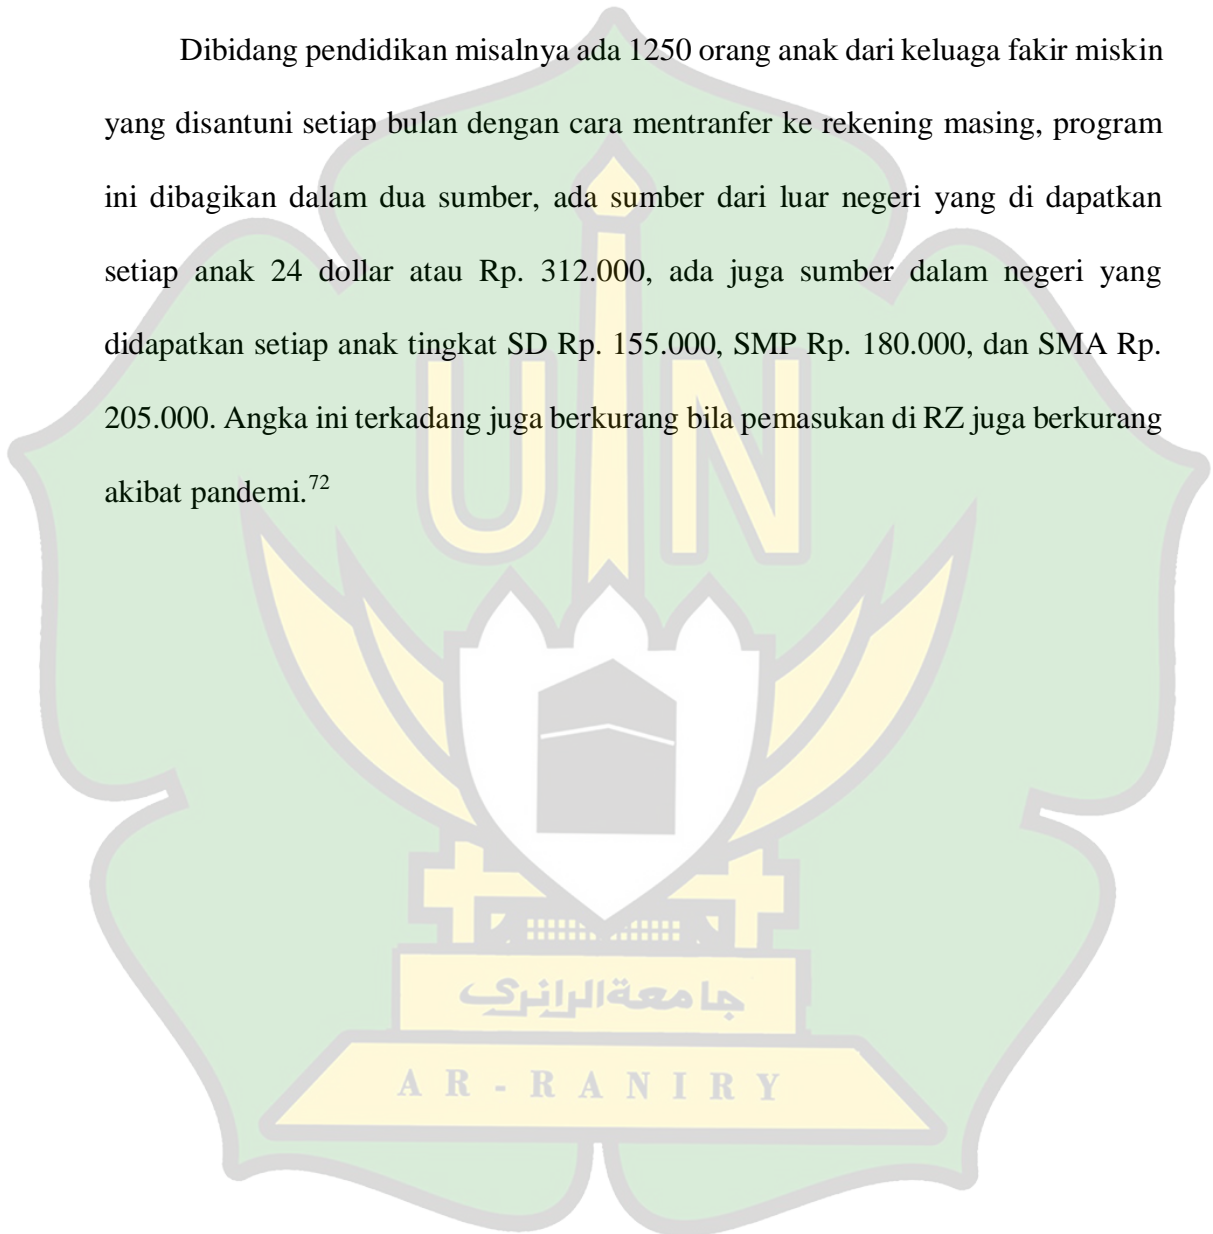 Dibidang pendidikan misalnya ada 1250 orang anak dari keluaga fakir miskin
yang disantuni setiap bulan dengan cara mentranfer ke rekening masing, program
ini dibagikan dalam dua sumber, ada sumber dari luar negeri yang di dapatkan
setiap anak 24 dollar atau Rp. 312.000, ada juga sumber dalam negeri yang
didapatkan setiap anak tingkat SD Rp. 155.000, SMP Rp. 180.000, dan SMA Rp.
205.000. Angka ini terkadang juga berkurang bila pemasukan di RZ juga berkurang
akibat pandemi.72
UIN
جامعةالرانري
AR-RANIRY